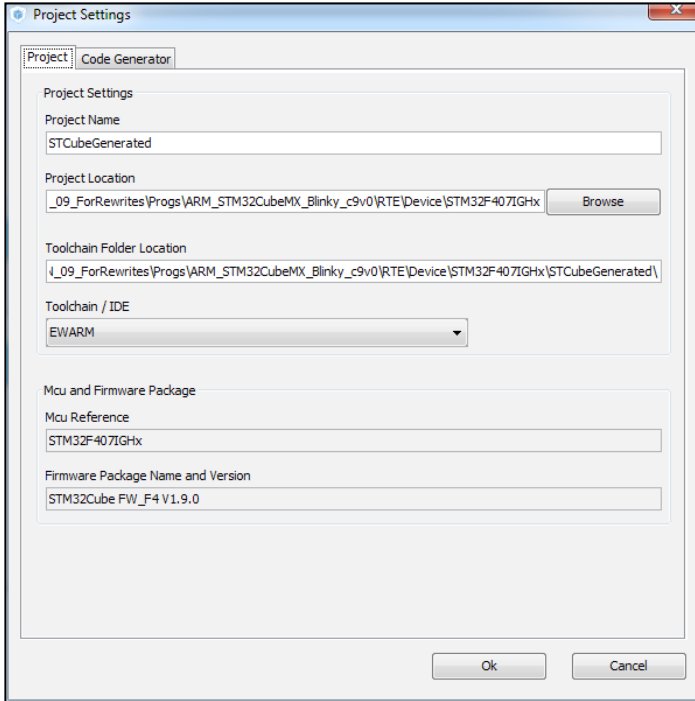 Project Settings
Project
Code Generator
Project Settings
Project Name
STCubeGenerated
Project Location
_09_ForRewrites\Progs\ARM_STM32CubeMX_Blinky_c9v0\RTE\Device\STM32F407IGHx
Browse
Toolchain Folder Location
_09_ForRewrites\Progs\ARM_STM32CubeMX_Blinky_c9v0\RTE\Device\STM32F407IGHx\STCubeGenerated\
Toolchain / IDE
EWARM
Mcu and Firmware Package
Mcu Reference
STM32F407IGHx
Firmware Package Name and Version
STM32Cube FW_F4 V1.9.0
Ok
Cancel